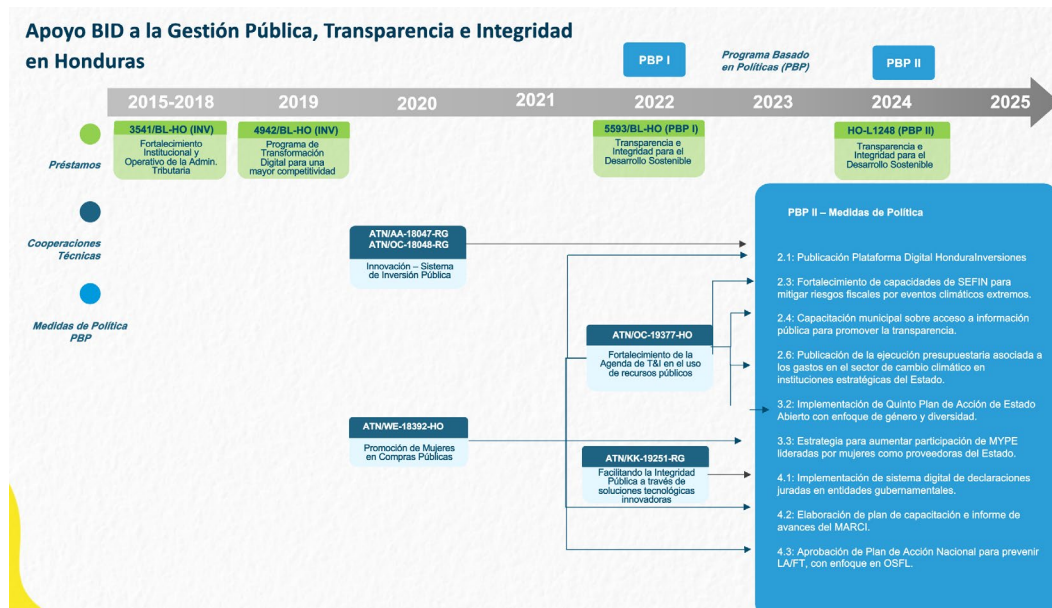 Apoyo BID a la Gestión Pública, Transparencia e Integridad
en Honduras
PBP I
Programa Basado
en Políticas (PBP)
PBP II
2015-2018
2019
2020
2021
2022
2023
2024
2025
Préstamos
3541/BL-HO (INV)
Fortalecimiento
Institucional y
Operativo de la Admin.
Tributaria
4942/BL-HO (INV)
Programa de
Transformación
Digital para una
mayor competitividad
5593/BL-HO (PBP I)
Transparencia e
Integridad para el
Desarrollo Sostenible
HO-L1248 (PBP II)
Transparencia e
Integridad para el
Desarrollo Sostenible
Cooperaciones
Técnicas
ATN/AA-18047-RG
ATN/OC-18048-RG
Innovación – Sistema
de Inversión Pública
Medidas de Política
PBP
ATN/OC-19377-HO
Fortalecimiento de la
Agenda de T&I en el uso
de recursos públicos
ATN/WE-18392-HO
Promoción de Mujeres
en Compras Públicas
ATN/KK-19251-RG
Facilitando la Integridad
Pública a través de
soluciones tecnológicas
innovadoras
PBP II – Medidas de Política
2.1: Publicación Plataforma Digital HonduraInversiones
2.3: Fortalecimiento de capacidades de SEFIN para
mitigar riesgos fiscales por eventos climáticos extremos.
2.4: Capacitación municipal sobre acceso a información
pública para promover la transparencia.
2.6: Publicación de la ejecución presupuestaria asociada a
los gastos en el sector de cambio climático en
instituciones estratégicas del Estado.
3.2: Implementación de Quinto Plan de Acción de Estado
Abierto con enfoque de género y diversidad.
3.3: Estrategia para aumentar participación de MYPE
lideradas por mujeres como proveedoras del Estado.
4.1: Implementación de sistema digital de declaraciones
juradas en entidades gubernamentales.
4.2: Elaboración de plan de capacitación e informe de
avances del MARCI.
4.3: Aprobación de Plan de Acción Nacional para prevenir
LA/FT, con enfoque en OSFL.